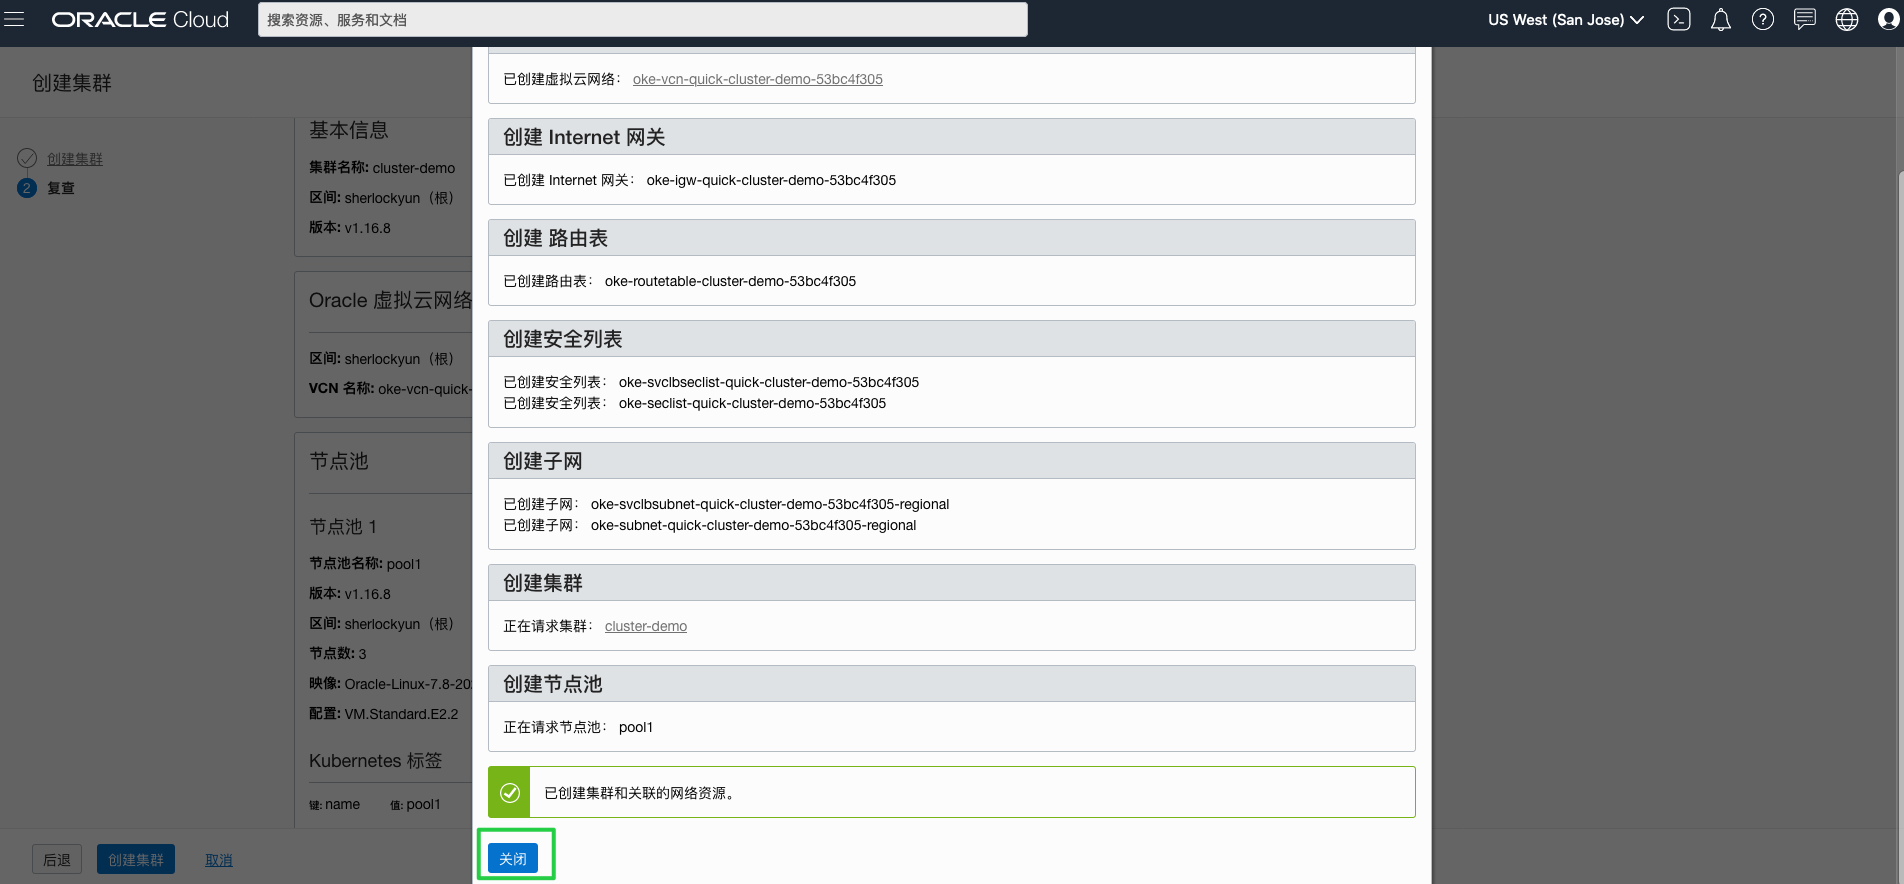 ORACLE Cloud
搜索资源、服务和文档
US West (San Jose)
创建集群
创建集群
2 复查
基本信息
集群名称: cluster-demo
区间: sherlockyun（根）
版本: v1.16.8
Oracle 虚拟云网络
区间: sherlockyun（根）
VCN 名称: oke-vcn-quick-
节点池
节点池 1
节点池名称: pool1
版本: v1.16.8
区间: sherlockyun（根）
节点数: 3
映像: Oracle-Linux-7.8-20
配置: VM.Standard.E2.2
Kubernetes 标签
键: name 值: pool1
后退 创建集群 取消
已创建虚拟云网络： oke-vcn-quick-cluster-demo-53bc4f305
创建 Internet 网关
已创建 Internet 网关： oke-igw-quick-cluster-demo-53bc4f305
创建 路由表
已创建路由表： oke-routetable-cluster-demo-53bc4f305
创建安全列表
已创建安全列表： oke-svclbseclist-quick-cluster-demo-53bc4f305
已创建安全列表： oke-seclist-quick-cluster-demo-53bc4f305
创建子网
已创建子网： oke-svclbsubnet-quick-cluster-demo-53bc4f305-regional
已创建子网： oke-subnet-quick-cluster-demo-53bc4f305-regional
创建集群
正在请求集群： cluster-demo
创建节点池
正在请求节点池： pool1
已创建集群和关联的网络资源。
关闭